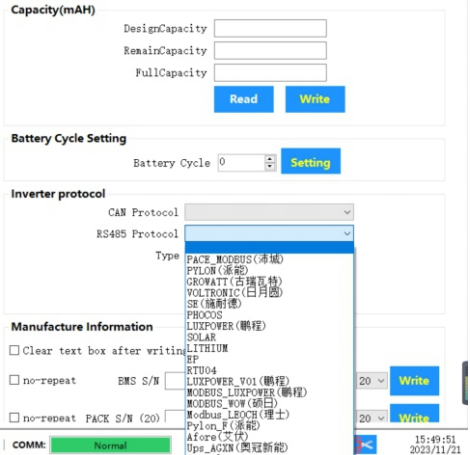 Capacity(mAH)
DesignCapacity
RemainCapacity
FullCapacity
Read Write
Battery Cycle Setting
Battery Cycle 0 Setting
Inverter protocol
CAN Protocol
RS485 Protocol
Type
PACE_MODBUS(沛城)
PYLON(派能)
GROWATT(古瑞瓦特)
VOLTRONIC(日月圆)
SE(施耐德)
PHOCOS
LUXPOWER(鹏程)
SOLAR
LITHIUM
EP
RTU04
LUXPOWER_V01(鹏程)
MODBUS_LUXPOWER(鹏程)
MODBUS_WOW(硕日)
Modbus_LEOCH(理士)
Pylon_F(派能)
Afore(艾伏)
Ups_AGXN(奥冠新能)
Manufacture Information
Clear text box after writing
no-repeat BMS S/N 20 Write
no-repeat PACK S/N (20) 20 Write
COMM: Normal
15:49:51
2023/11/21